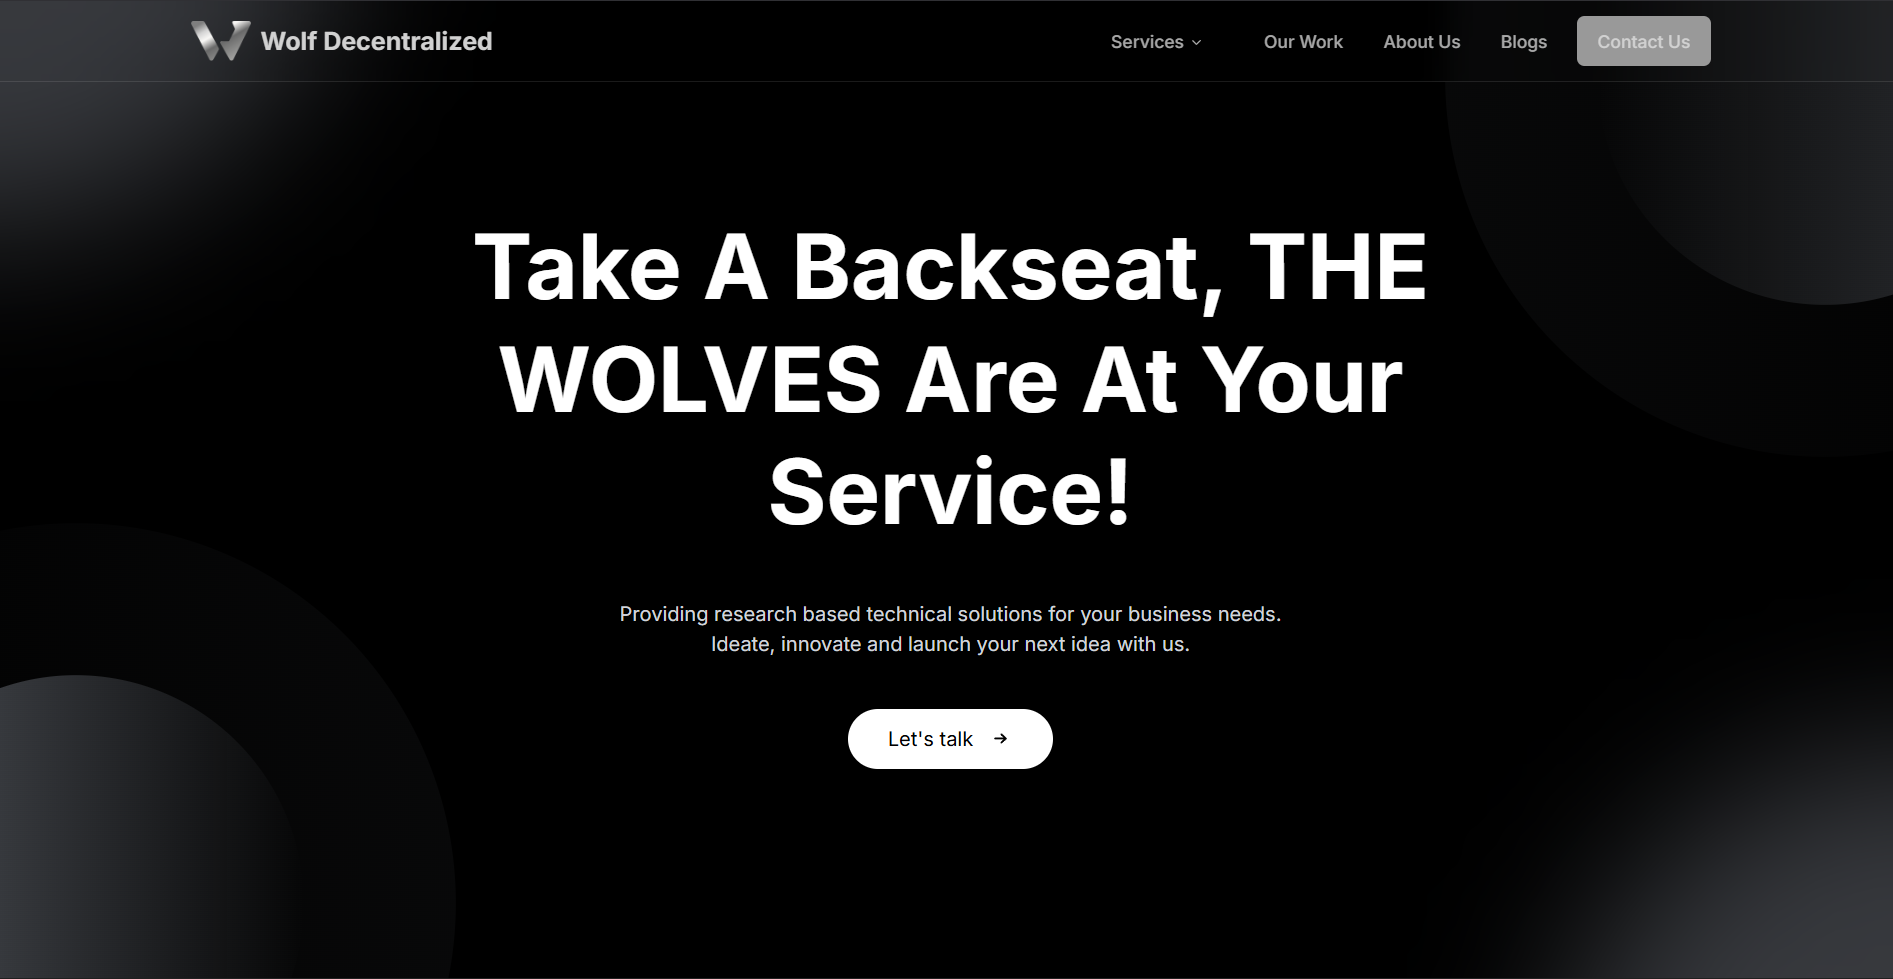 Wolf Decentralized
Services
Our Work
About Us
Blogs
Contact Us
Take A Backseat, THE
WOLVES Are At Your
Service!
Providing research based technical solutions for your business needs.
Ideate, innovate and launch your next idea with us.
Let's talk